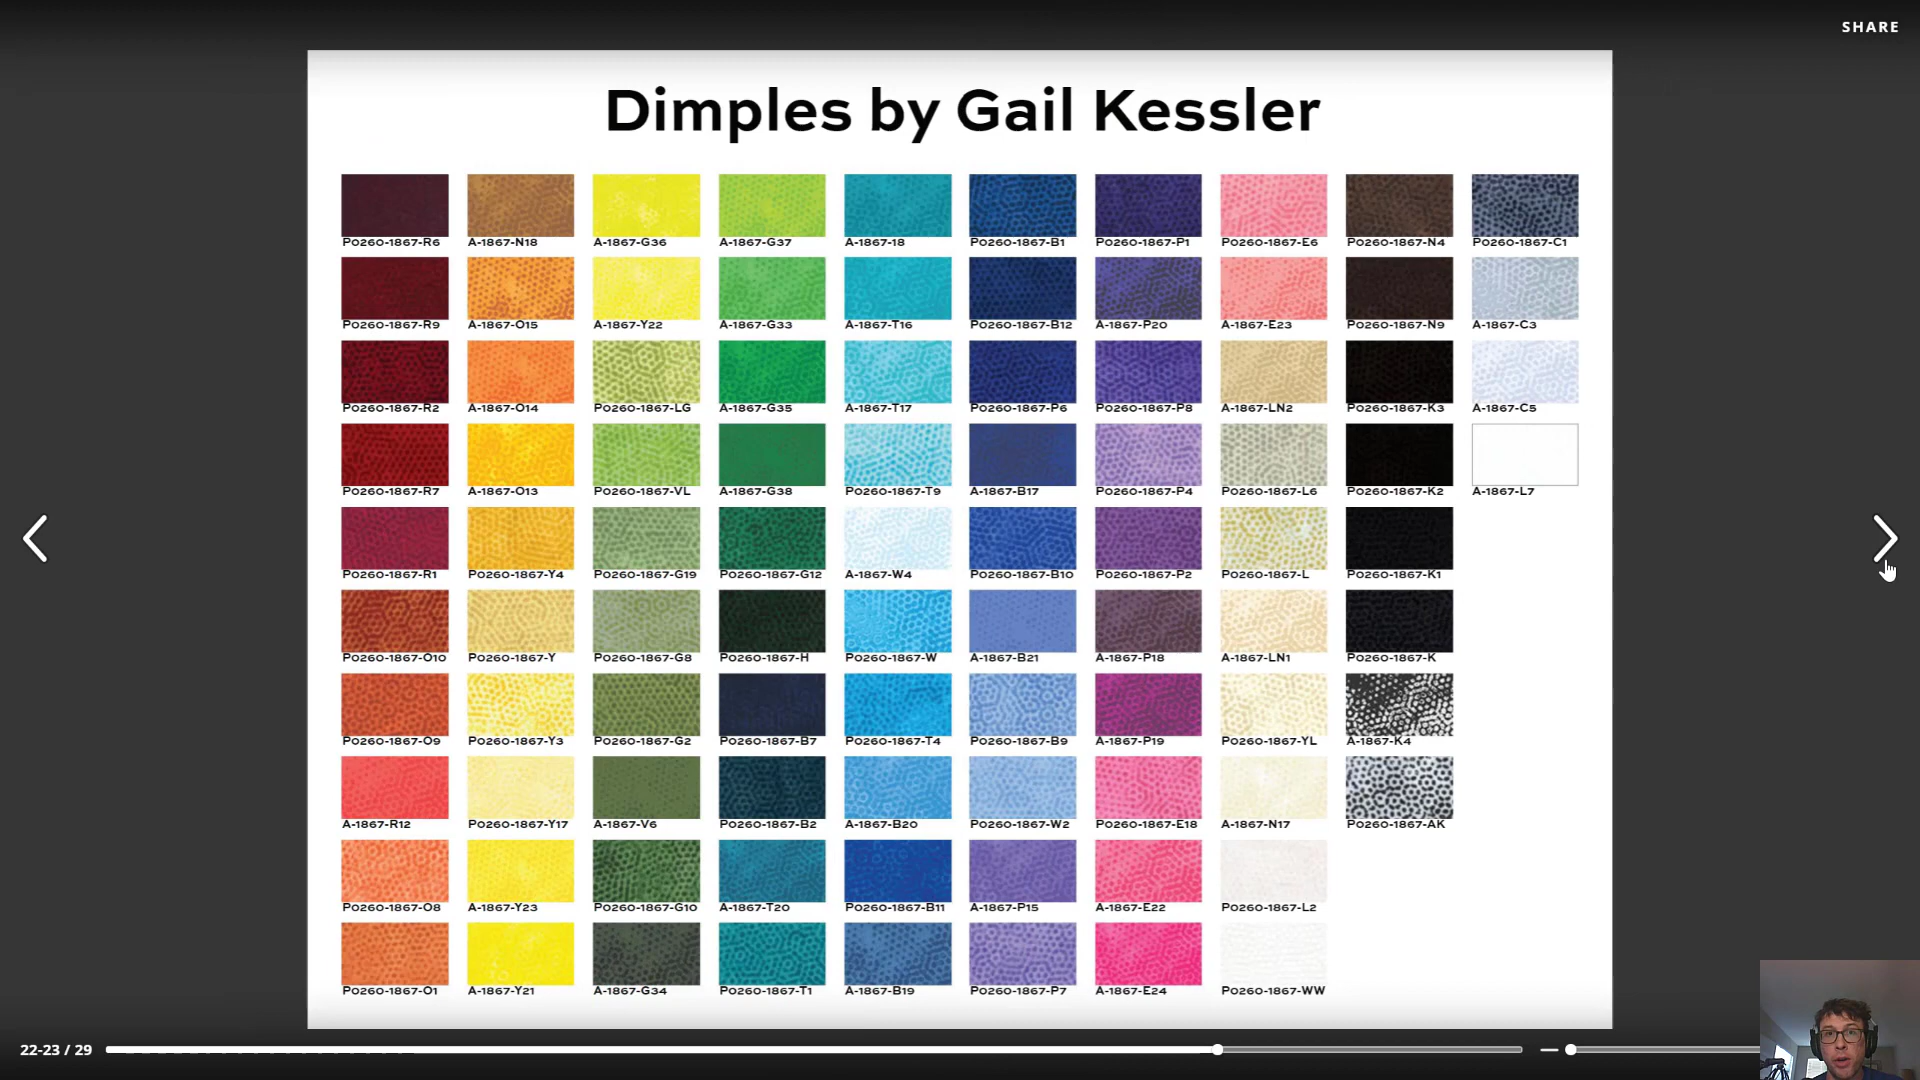 SHARE
Dimples by Gail Kessler
P0260-1867-R6 A-1867-N18 A-1867-G36 A-1867-G37 A-1867-18 P0260-1867-B1 P0260-1867-P1 P0260-1867-E6 P0260-1867-N4 P0260-1867-C1
P0260-1867-R9 A-1867-O15 A-1867-Y22 A-1867-G33 A-1867-T16 P0260-1867-B12 A-1867-P20 A-1867-E23 P0260-1867-N9 A-1867-C3
P0260-1867-R2 A-1867-O14 P0260-1867-LG A-1867-G35 A-1867-T17 P0260-1867-P6 P0260-1867-P8 A-1867-LN2 P0260-1867-K3 A-1867-C5
P0260-1867-R7 A-1867-O13 P0260-1867-VL A-1867-G38 P0260-1867-T9 A-1867-B17 P0260-1867-P4 P0260-1867-L6 P0260-1867-K2 A-1867-L7
P0260-1867-R1 P0260-1867-Y4 P0260-1867-G19 P0260-1867-G12 A-1867-W4 P0260-1867-B10 P0260-1867-P2 P0260-1867-L P0260-1867-K1
P0260-1867-O10 P0260-1867-Y P0260-1867-G8 P0260-1867-H P0260-1867-W A-1867-B21 A-1867-P18 A-1867-LN1 P0260-1867-K
P0260-1867-O9 P0260-1867-Y3 P0260-1867-G2 P0260-1867-B7 P0260-1867-T4 P0260-1867-B9 A-1867-P19 P0260-1867-YL A-1867-K4
A-1867-R12 P0260-1867-Y17 A-1867-V6 P0260-1867-B2 A-1867-B20 P0260-1867-W2 P0260-1867-E18 A-1867-N17 P0260-1867-AK
P0260-1867-O8 A-1867-Y23 P0260-1867-G10 A-1867-T20 P0260-1867-B11 A-1867-P15 A-1867-E22 P0260-1867-L2
P0260-1867-O1 A-1867-Y21 A-1867-G34 P0260-1867-T1 A-1867-B19 P0260-1867-P7 A-1867-E24 P0260-1867-WW
22-23 / 29